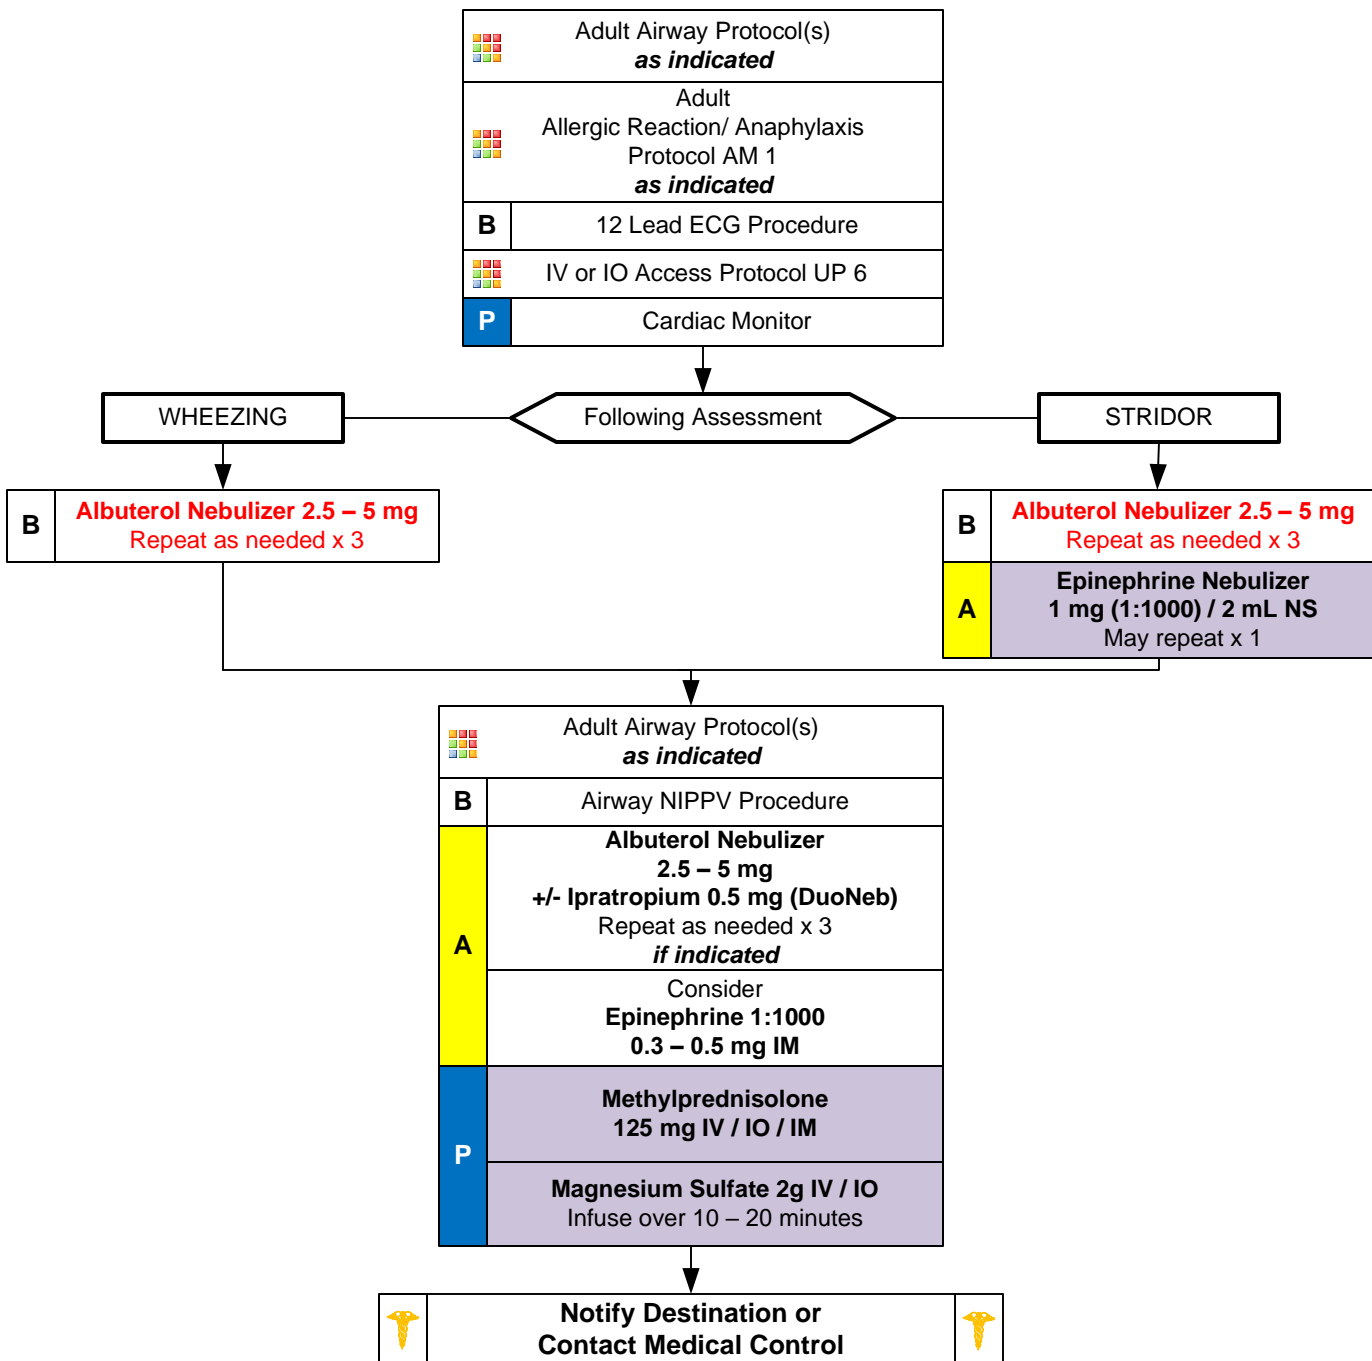 Adult Airway Protocol(s)
as indicated
Adult
Allergic Reaction/ Anaphylaxis
Protocol AM 1
as indicated
B
12 Lead ECG Procedure
IV or IO Access Protocol UP 6
P
Cardiac Monitor
WHEEZING
Following Assessment
STRIDOR
B
Albuterol Nebulizer 2.5 – 5 mg
Repeat as needed x 3
B
Albuterol Nebulizer 2.5 – 5 mg
Repeat as needed x 3
A
Epinephrine Nebulizer
1 mg (1:1000) / 2 mL NS
May repeat x 1
Adult Airway Protocol(s)
as indicated
B
Airway NIPPV Procedure
A
Albuterol Nebulizer
2.5 – 5 mg
+/- Ipratropium 0.5 mg (DuoNeb)
Repeat as needed x 3
if indicated
Consider
Epinephrine 1:1000
0.3 – 0.5 mg IM
P
Methylprednisolone
125 mg IV / IO / IM
Magnesium Sulfate 2g IV / IO
Infuse over 10 – 20 minutes
Notify Destination or
Contact Medical Control